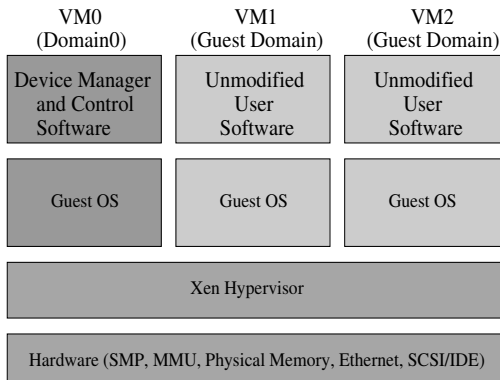 VM0
(Domain0)
VM1
(Guest Domain)
VM2
(Guest Domain)
Device Manager
and Control
Software
Unmodified
User
Software
Unmodified
User
Software
Guest OS
Guest OS
Guest OS
Xen Hypervisor
Hardware (SMP, MMU, Physical Memory, Ethernet, SCSI/IDE)